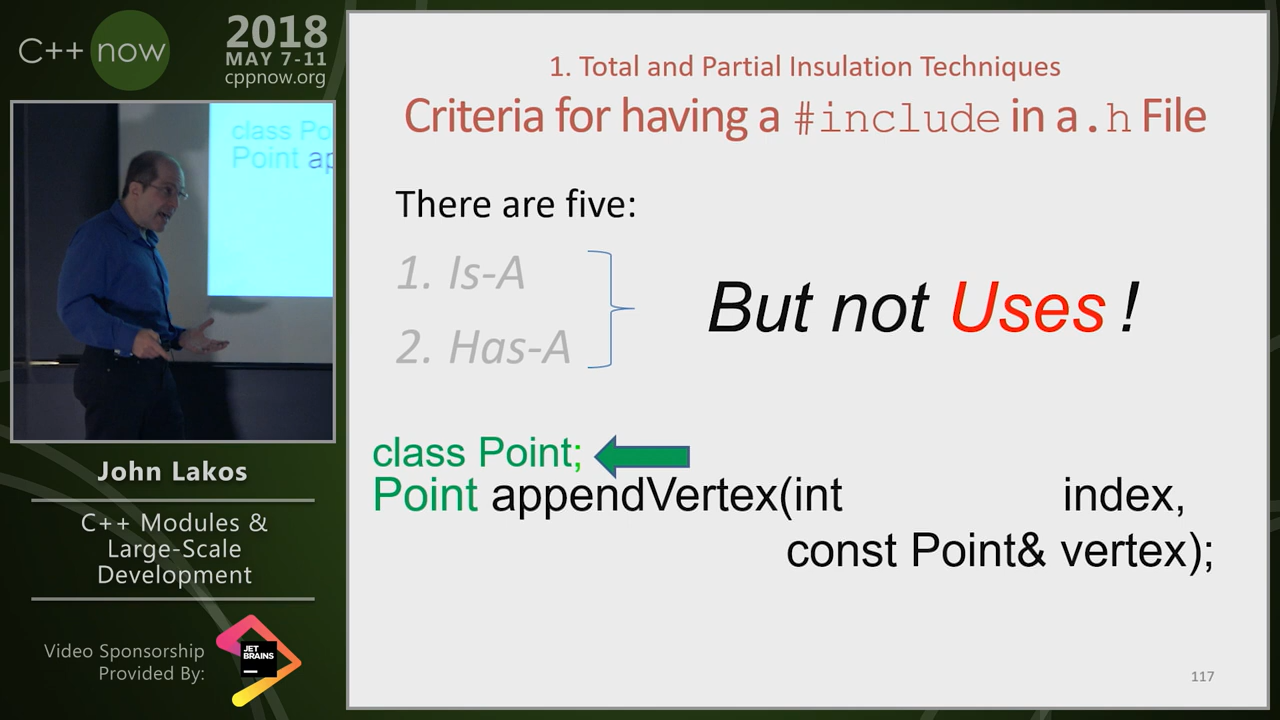 C++ now
2018
MAY 7-11
cppnow.org
class Po
Point ap
John Lakos
C++ Modules &
Large-Scale
Development
Video Sponsorship
Provided By:
JET
BRAINS
1. Total and Partial Insulation Techniques
Criteria for having a #include in a .h File
There are five:
1. Is-A
2. Has-A
But not Uses !
class Point;
Point appendVertex(int index,
const Point& vertex);
117